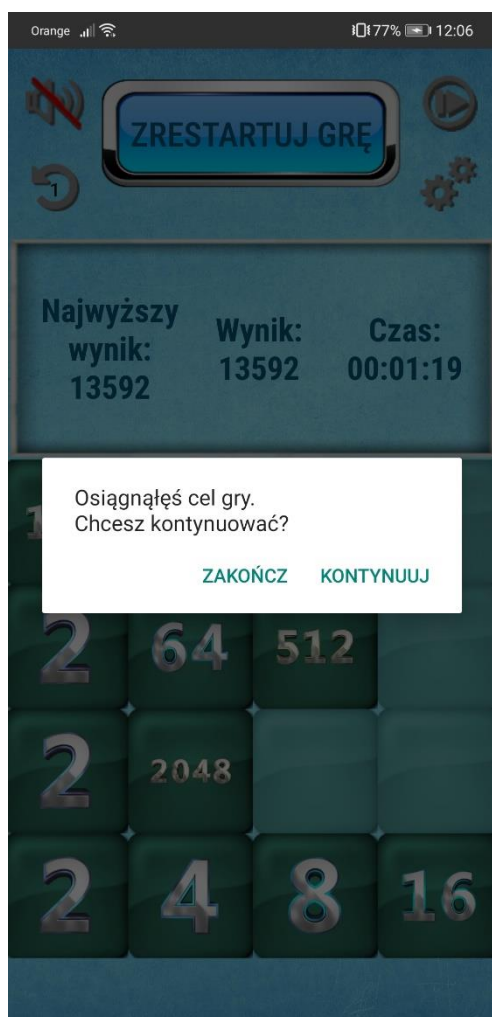 Orange 77% 12:06
ZRESTARTUJ GRĘ
1
Najwyższy
wynik:
13592
Wynik:
13592
Czas:
00:01:19
Osiągnąłęś cel gry.
Chcesz kontynuować?
ZAKOŃCZ KONTYNUUJ
2 64 512
2 2048
2 4 8 16